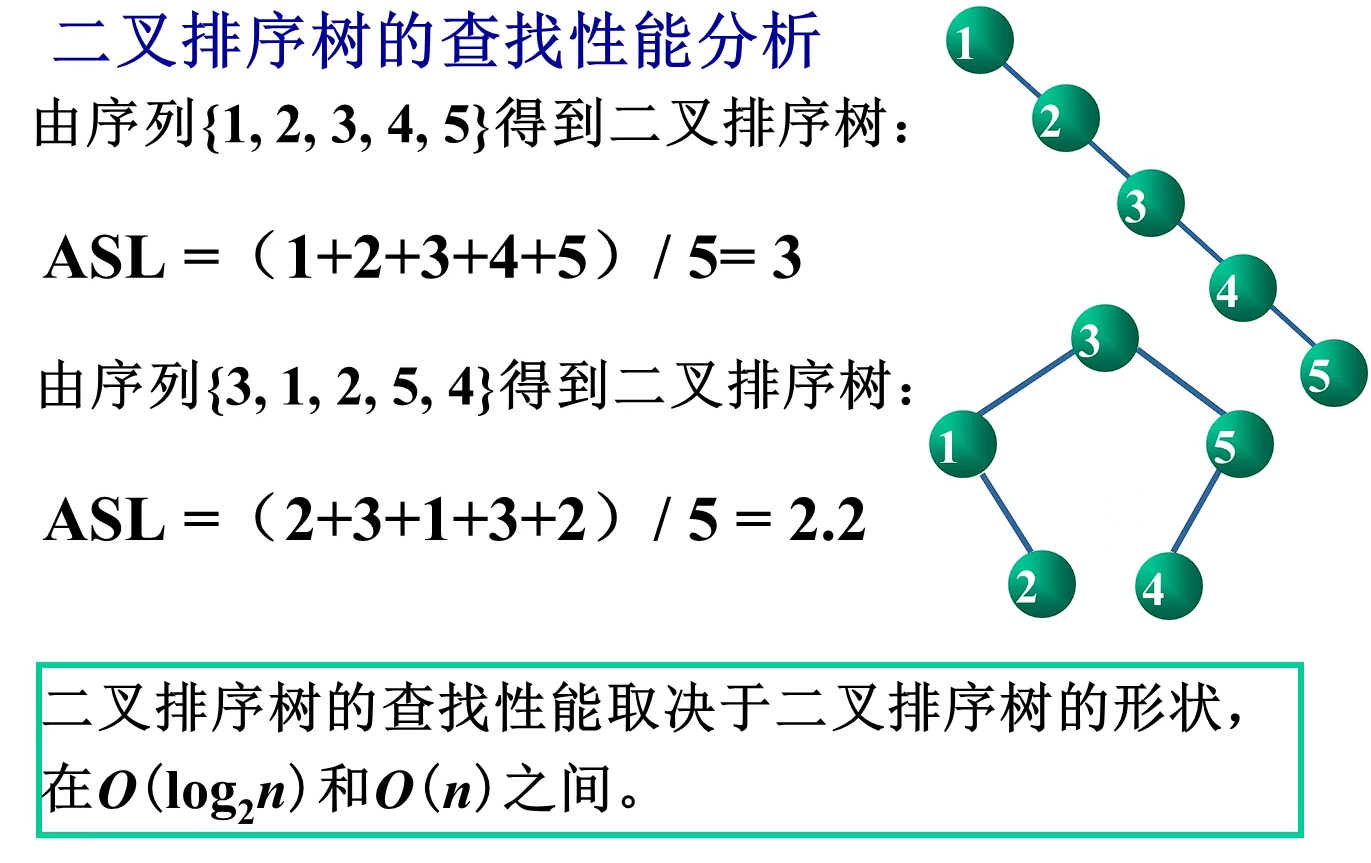 二叉排序树的查找性能分析
由序列{1, 2, 3, 4, 5}得到二叉排序树：
ASL =（1+2+3+4+5）/ 5= 3
1
2
3
4
5
由序列{3, 1, 2, 5, 4}得到二叉排序树：
ASL =（2+3+1+3+2）/ 5 = 2.2
3
1 5
2 4
二叉排序树的查找性能取决于二叉排序树的形状，
在O(log₂n)和O(n)之间。